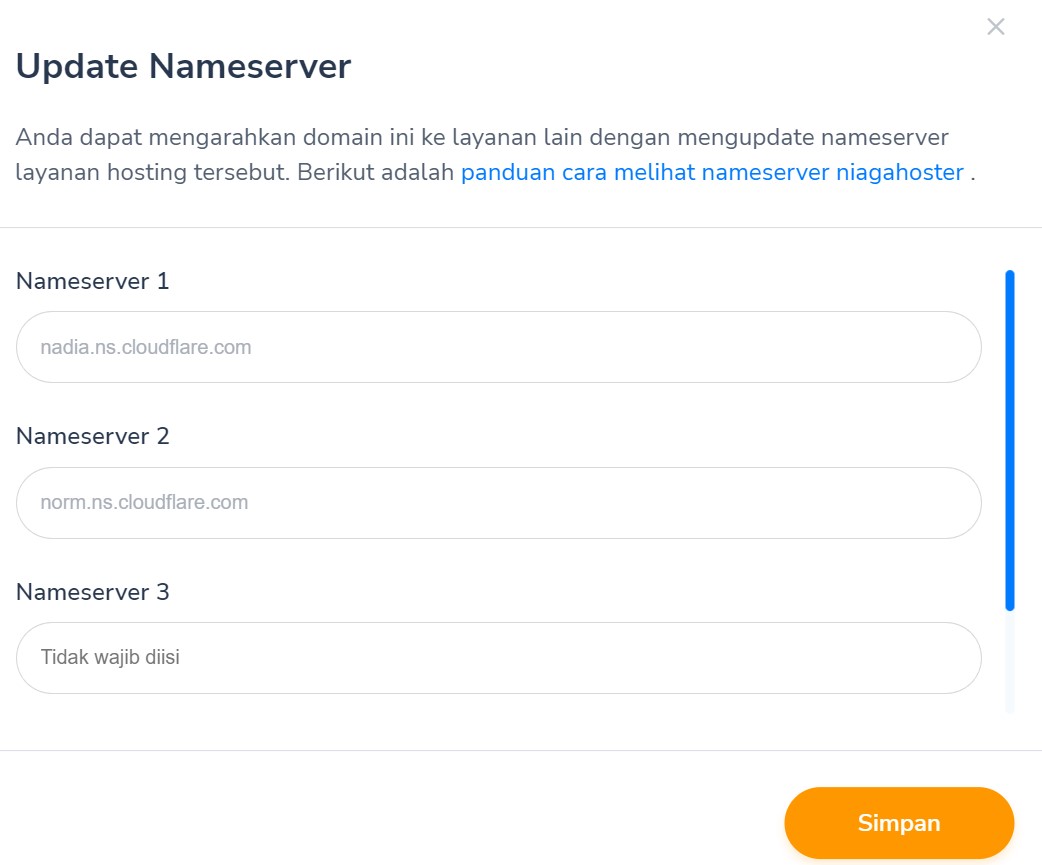 Update Nameserver
Anda dapat mengarahkan domain ini ke layanan lain dengan mengupdate nameserver
layanan hosting tersebut. Berikut adalah panduan cara melihat nameserver niagahoster .
Nameserver 1
nadia.ns.cloudflare.com
Nameserver 2
norm.ns.cloudflare.com
Nameserver 3
Tidak wajib diisi
Simpan